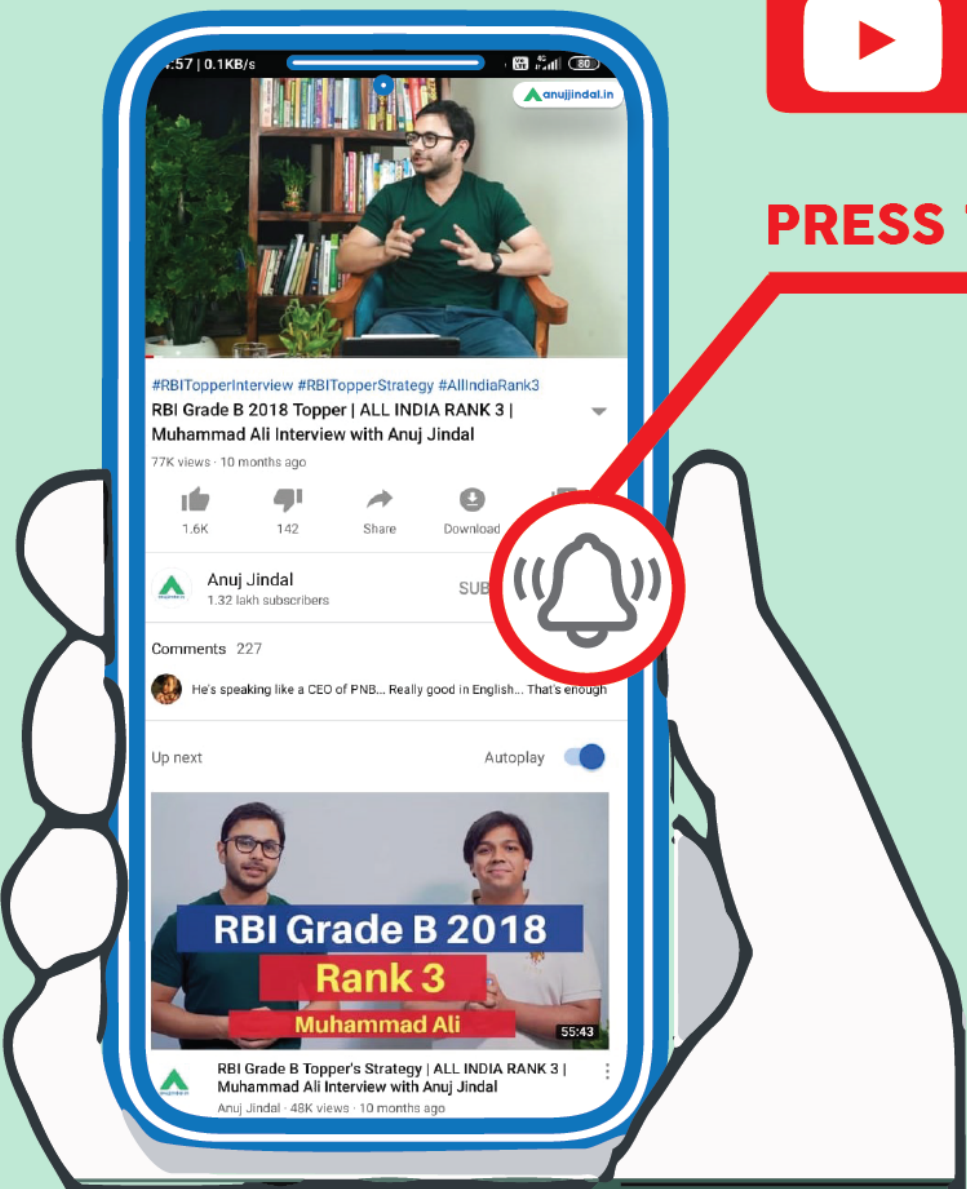 :57 | 0.1KB/s
Vo LTE 4G 80
anujjindal.in
PRESS
#RBITopperInterview #RBITopperStrategy #AllIndiaRank3
RBI Grade B 2018 Topper | ALL INDIA RANK 3 |
Muhammad Ali Interview with Anuj Jindal
77K views · 10 months ago
1.6K 142 Share Download
Anuj Jindal
1.32 lakh subscribers
SUB
Comments 227
He's speaking like a CEO of PNB... Really good in English... That's enough
Up next Autoplay
RBI Grade B 2018
Rank 3
Muhammad Ali
55:43
RBI Grade B Topper's Strategy | ALL INDIA RANK 3 |
Muhammad Ali Interview with Anuj Jindal
Anuj Jindal · 48K views · 10 months ago